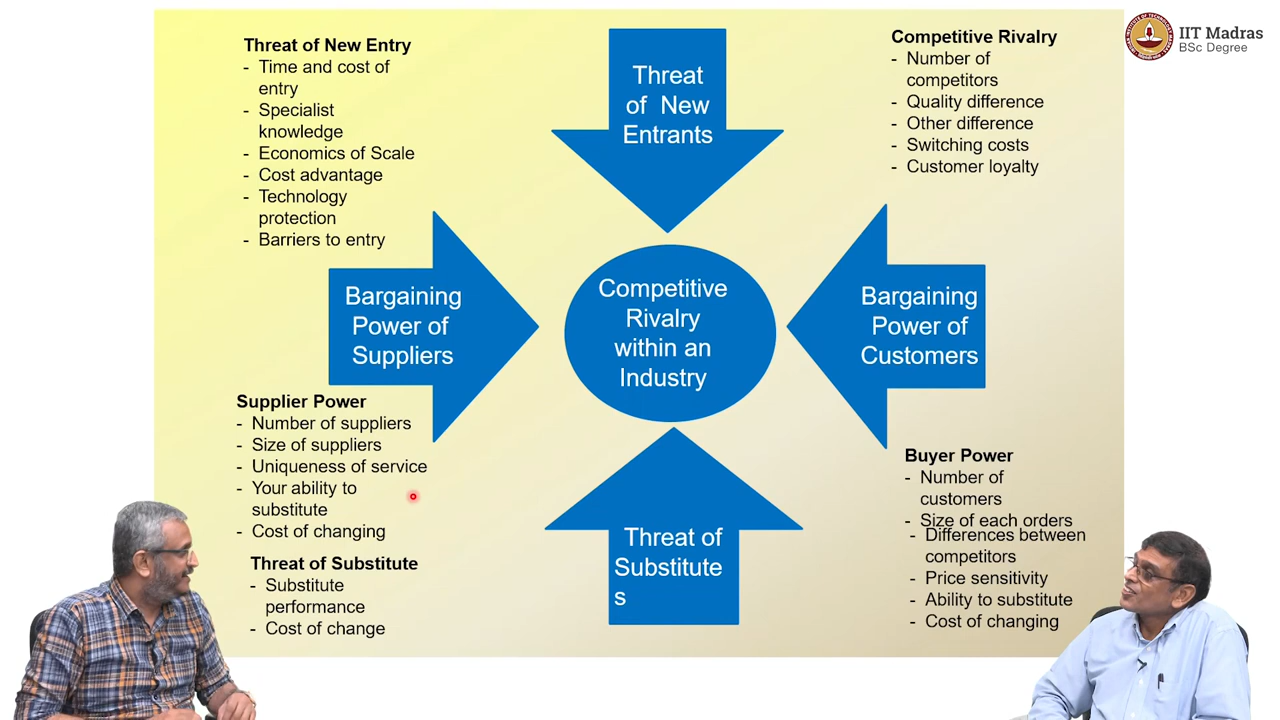 Threat of New Entry
- Time and cost of
entry
- Specialist
knowledge
- Economics of Scale
- Cost advantage
- Technology
protection
- Barriers to entry
Threat
of New
Entrants
Competitive Rivalry
- Number of
competitors
- Quality difference
- Other difference
- Switching costs
- Customer loyalty
IIT Madras
BSc Degree
Bargaining
Power of
Suppliers
Competitive
Rivalry
within an
Industry
Bargaining
Power of
Customers
Supplier Power
- Number of suppliers
- Size of suppliers
- Uniqueness of service
- Your ability to
substitute
- Cost of changing
Threat of Substitute
- Substitute
performance
- Cost of change
Threat of
Substitute
s
Buyer Power
- Number of
customers
- Size of each orders
- Differences between
competitors
- Price sensitivity
- Ability to substitute
- Cost of changing